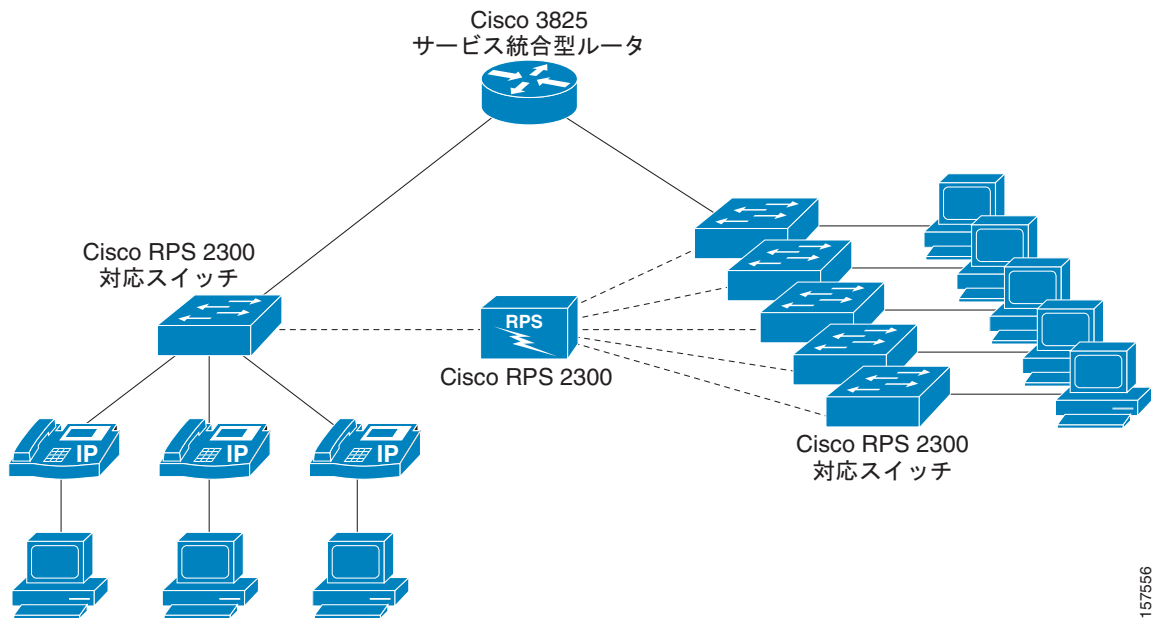 Cisco 3825
サービス統合型ルータ
Cisco RPS 2300
対応スイッチ
RPS
Cisco RPS 2300
IP
IP
IP
Cisco RPS 2300
対応スイッチ
157556